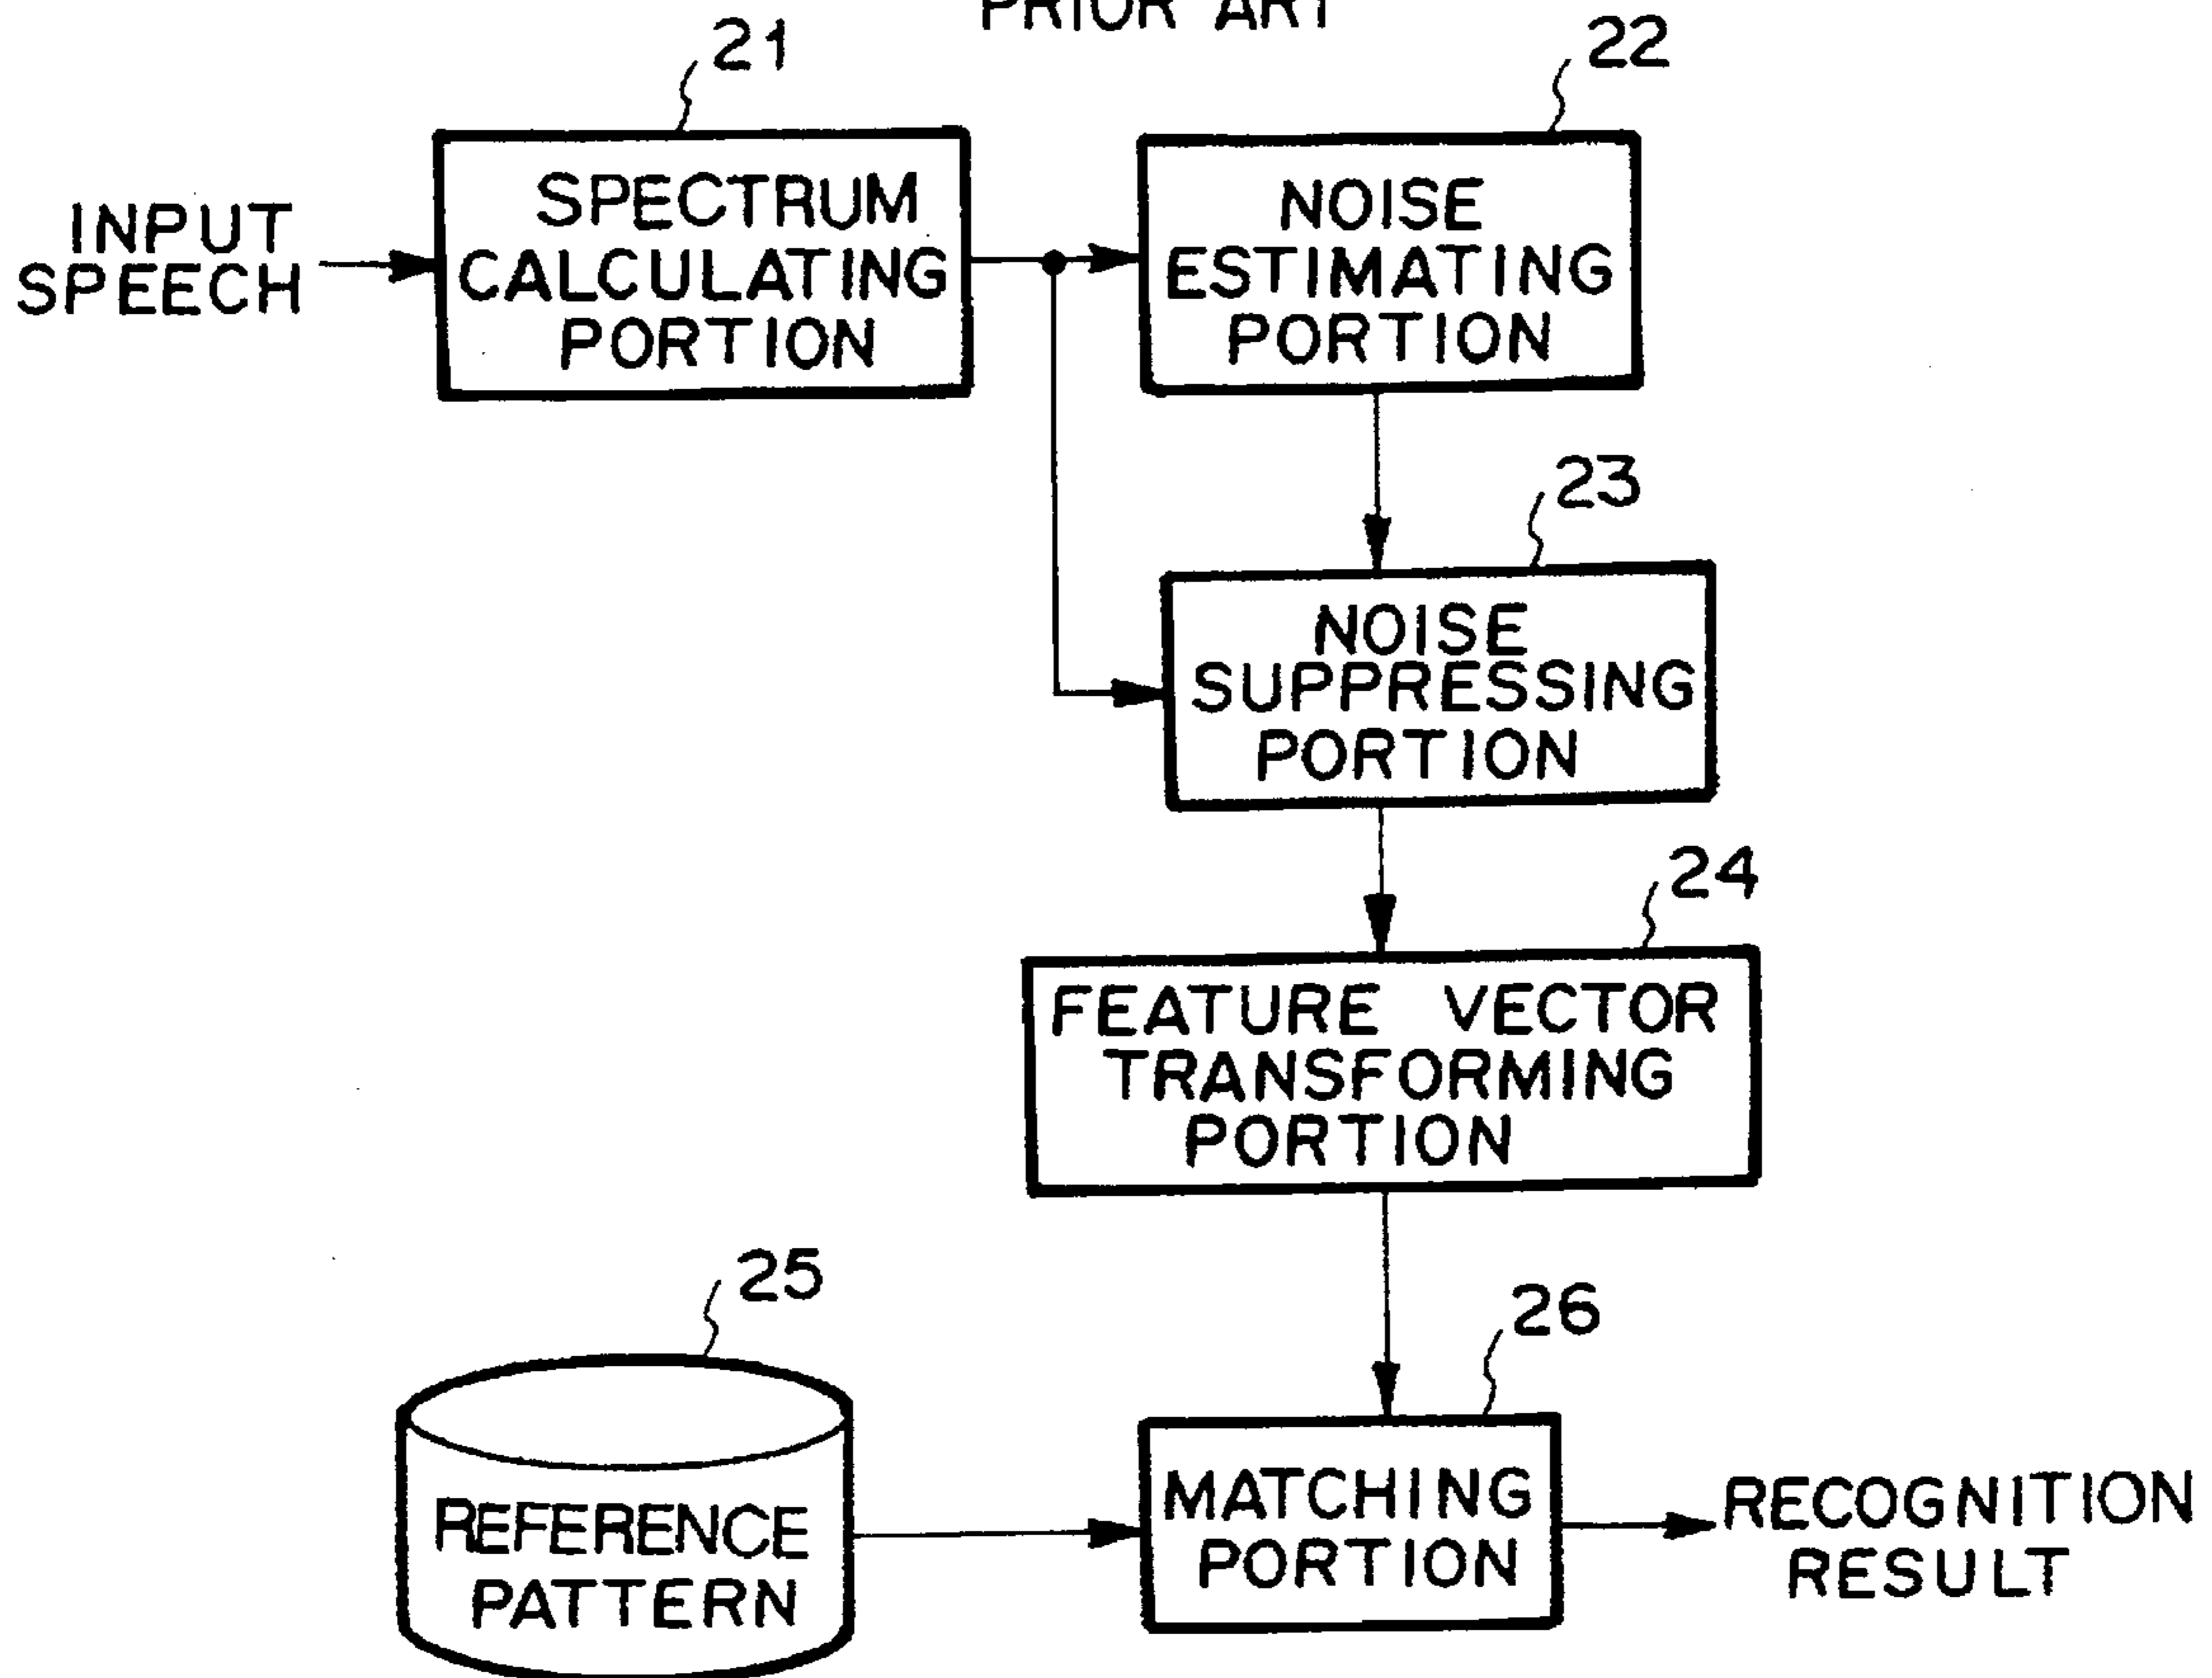 PRIOR ART
21
22
INPUT
SPEECH
SPECTRUM
CALCULATING
PORTION
NOISE
ESTIMATING
PORTION
23
NOISE
SUPPRESSING
PORTION
24
FEATURE VECTOR
TRANSFORMING
PORTION
25
26
REFERENCE
PATTERN
MATCHING
PORTION
RECOGNITION
RESULT